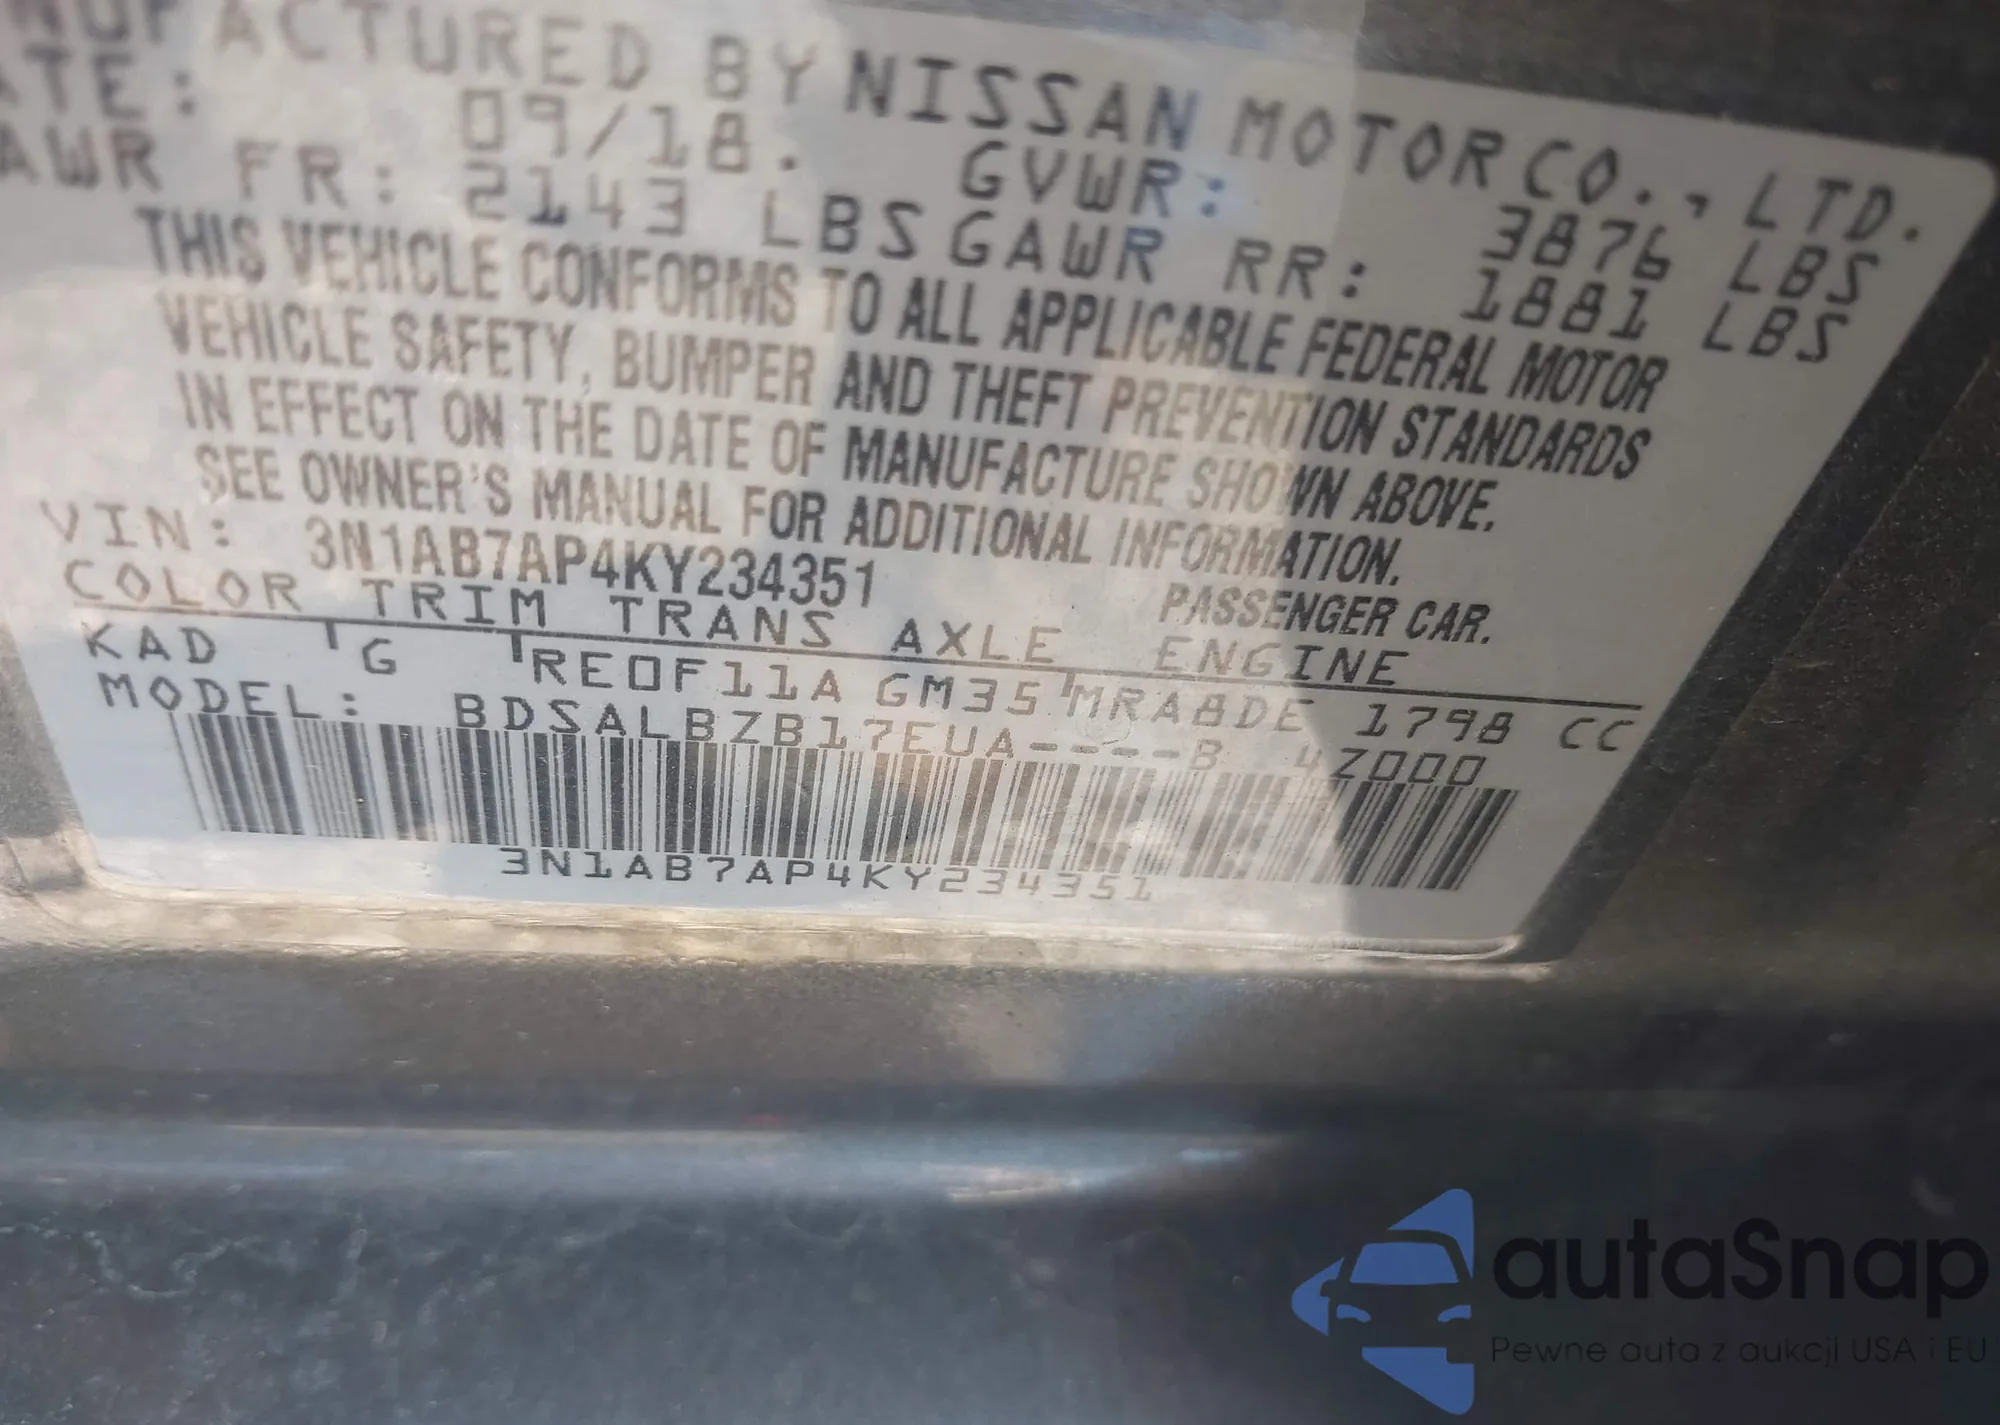 MANUFACTURED BY NISSAN MOTOR CO., LTD.
DATE: 09/18. GVWR: 3876 LBS
GAWR FR: 2143 LBS GAWR RR: 1881 LBS
THIS VEHICLE CONFORMS TO ALL APPLICABLE FEDERAL MOTOR
VEHICLE SAFETY, BUMPER AND THEFT PREVENTION STANDARDS
IN EFFECT ON THE DATE OF MANUFACTURE SHOWN ABOVE.
SEE OWNER'S MANUAL FOR ADDITIONAL INFORMATION.
VIN: 3N1AB7AP4KY234351 PASSENGER CAR.
COLOR TRIM TRANS AXLE ENGINE
KAD G RE0F11A GM35 MRA8DE 1798 CC
MODEL: BDSALBZB17EUA----B 4Z000
3N1AB7AP4KY234351
autaSnap
Pewne auta z aukcji USA i EU